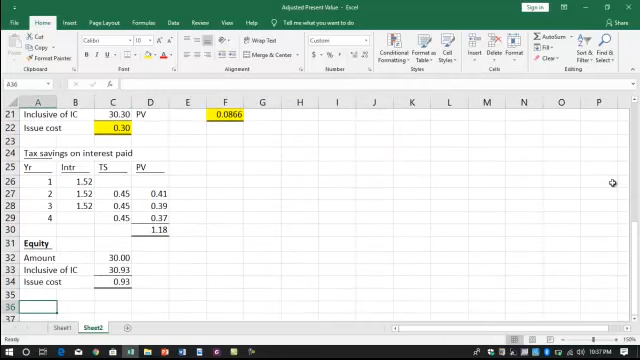 Adjusted Present Value - Excel
Sign in
File Home Insert Page Layout Formulas Data Review View Tell me what you want to do
Share
Cut
Copy
Format Painter
Paste
Calibri 10
Wrap Text
Merge & Center
Conditional Formatting
Format as Table
Cell Styles
Insert Delete Format
AutoSum
Fill
Clear
Sort & Filter
Find & Select
Clipboard Font Alignment Number Styles Cells Editing
A36
A B C D E F G H I J K L M N O P
21 Inclusive of IC 30.30 PV 0.0866
22 Issue cost 0.30
23
24 Tax savings on interest paid
25 Yr Intr TS PV
26 1 1.52
27 2 1.52 0.45 0.41
28 3 1.52 0.45 0.39
29 4 0.45 0.37
30 1.18
31 Equity
32 Amount 30.00
33 Inclusive of IC 30.93
34 Issue cost 0.93
35
36
37
Sheet1 Sheet2
150%
10:37 PM